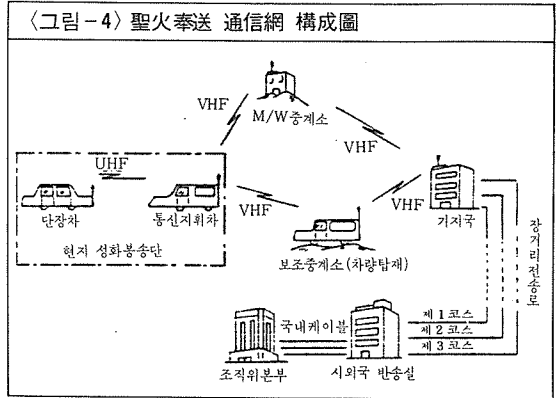 〈그림-4〉聖火奉送 通信網 構成圖
VHF
M/W중계소
VHF
UHF
단장차
통신지휘차
현지 성화봉송단
VHF
VHF
기지국
보조중계소(차량탑재)
장거리전송로
제1코스
제2코스
제3코스
국내케이블
조직위본부
시외국 반송실